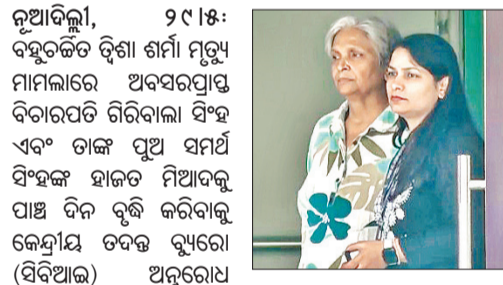 ନୂଆଦିଲ୍ଲୀ, ୨୯।୫:
ବହୁଚର୍ଚ୍ଚିତ ତ୍ୱିଶା ଶର୍ମା ମୃତ୍ୟୁ
ମାମଲାରେ ଅବସରପ୍ରାପ୍ତ
ବିଚାରପତି ଗିରିବାଲା ସିଂହ
ଏବଂ ତାଙ୍କ ପୁଅ ସମର୍ଥ
ସିଂହଙ୍କ ହାଜତ ମିଆଦକୁ
ପାଞ୍ଚ ଦିନ ବୃଦ୍ଧି କରିବାକୁ
କେନ୍ଦ୍ରୀୟ ତଦନ୍ତ ବ୍ୟୁରୋ
(ସିବିଆଇ) ଅନୁରୋଧ